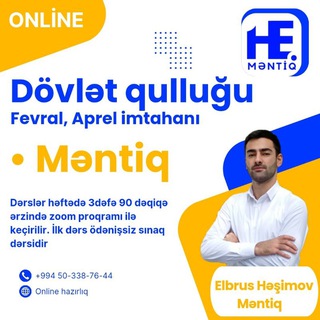 ONLİNE
HE
MƏNTİQ
Dövlət qulluğu
Fevral, Aprel imtahanı
• Məntiq
Dərslər həftədə 3dəfə 90 dəqiqə
ərzində zoom proqramı ilə
keçirilir. İlk dərs ödənişsiz sınaq
dərsidir
+994 50-338-76-44
Online hazırlıq
Elbrus Həşimov
Məntiq